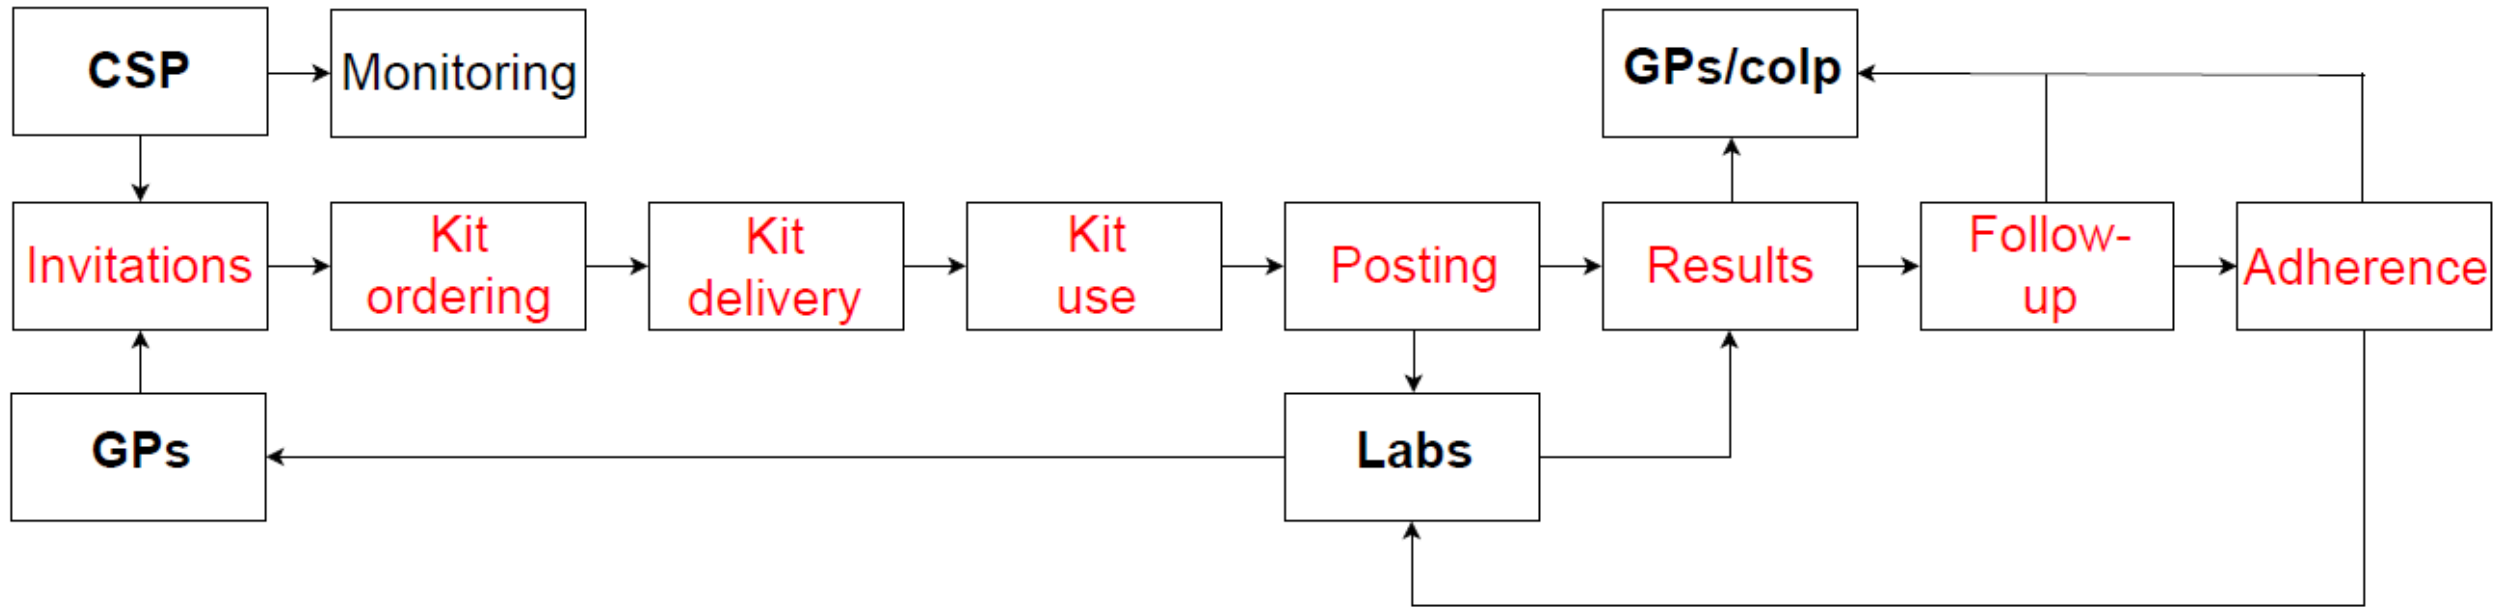 CSP
Monitoring
GPs/colp
Invitations
Kit
ordering
Kit
delivery
Kit
use
Posting
Results
Follow-
up
Adherence
GPs
Labs